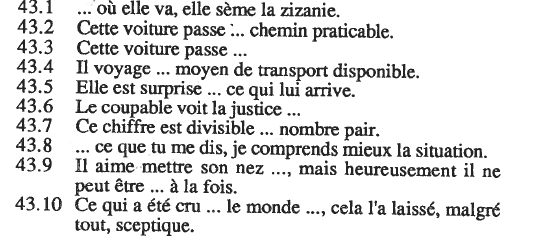 43.1 ... où elle va, elle sème la zizanie.
43.2 Cette voiture passe ... chemin praticable.
43.3 Cette voiture passe ...
43.4 Il voyage ... moyen de transport disponible.
43.5 Elle est surprise ... ce qui lui arrive.
43.6 Le coupable voit la justice ...
43.7 Ce chiffre est divisible ... nombre pair.
43.8 ... ce que tu me dis, je comprends mieux la situation.
43.9 Il aime mettre son nez ..., mais heureusement il ne
peut être ... à la fois.
43.10 Ce qui a été cru ... le monde ..., cela l'a laissé, malgré
tout, sceptique.